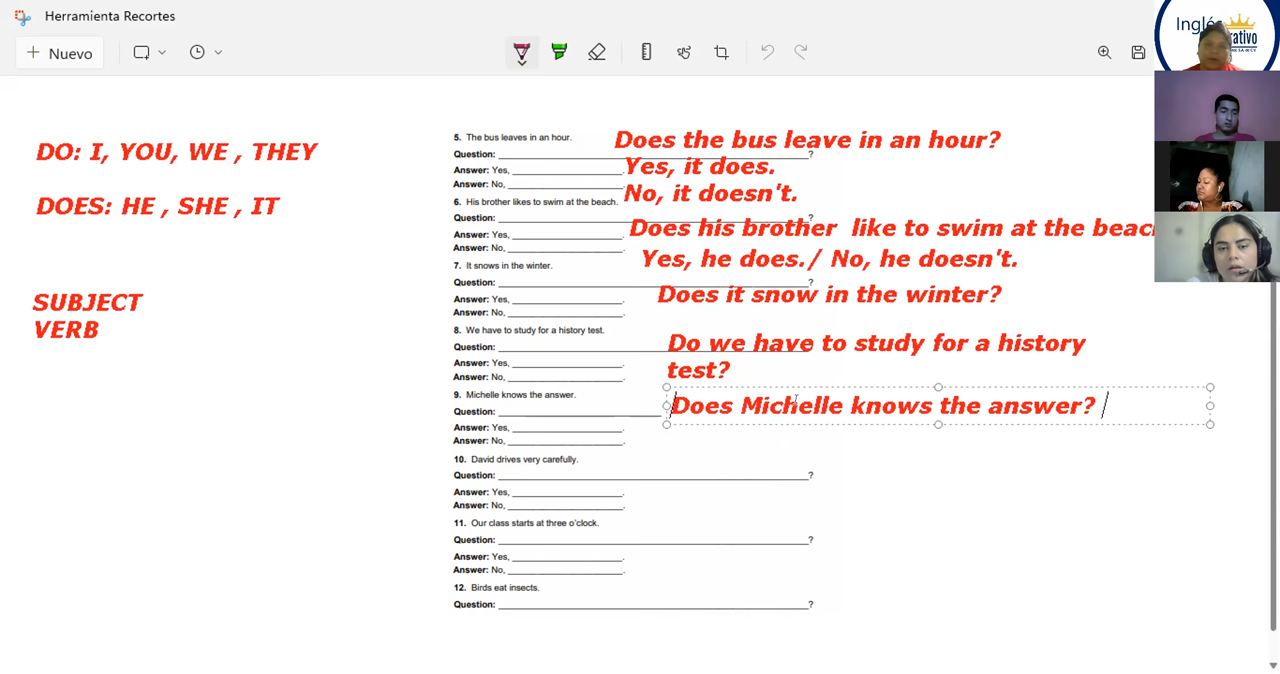 Herramienta Recortes
Nuevo
Inglés
DO: I, YOU, WE , THEY
DOES: HE , SHE , IT
SUBJECT
VERB
5. The bus leaves in an hour.
Does the bus leave in an hour?
Question: ?
Answer: Yes, .
Yes, it does.
Answer: No, .
No, it doesn't.
6. His brother likes to swim at the beach.
Question: ?
Does his brother like to swim at the
Answer: Yes, .
Answer: No, .
Yes, he does./ No, he doesn't.
7. It snows in the winter.
Question: ?
Does it snow in the winter?
Answer: Yes, .
Answer: No, .
8. We have to study for a history test.
Question:
Do we have to study for a history
test?
Answer: Yes, .
Answer: No, .
9. Michelle knows the answer.
Question:
Does Michelle knows the answer? /
Answer: Yes, .
Answer: No, .
10. David drives very carefully.
Question: ?
Answer: Yes, .
Answer: No, .
11. Our class starts at three o'clock.
Question: ?
Answer: Yes, .
Answer: No, .
12. Birds eat insects.
Question: ?